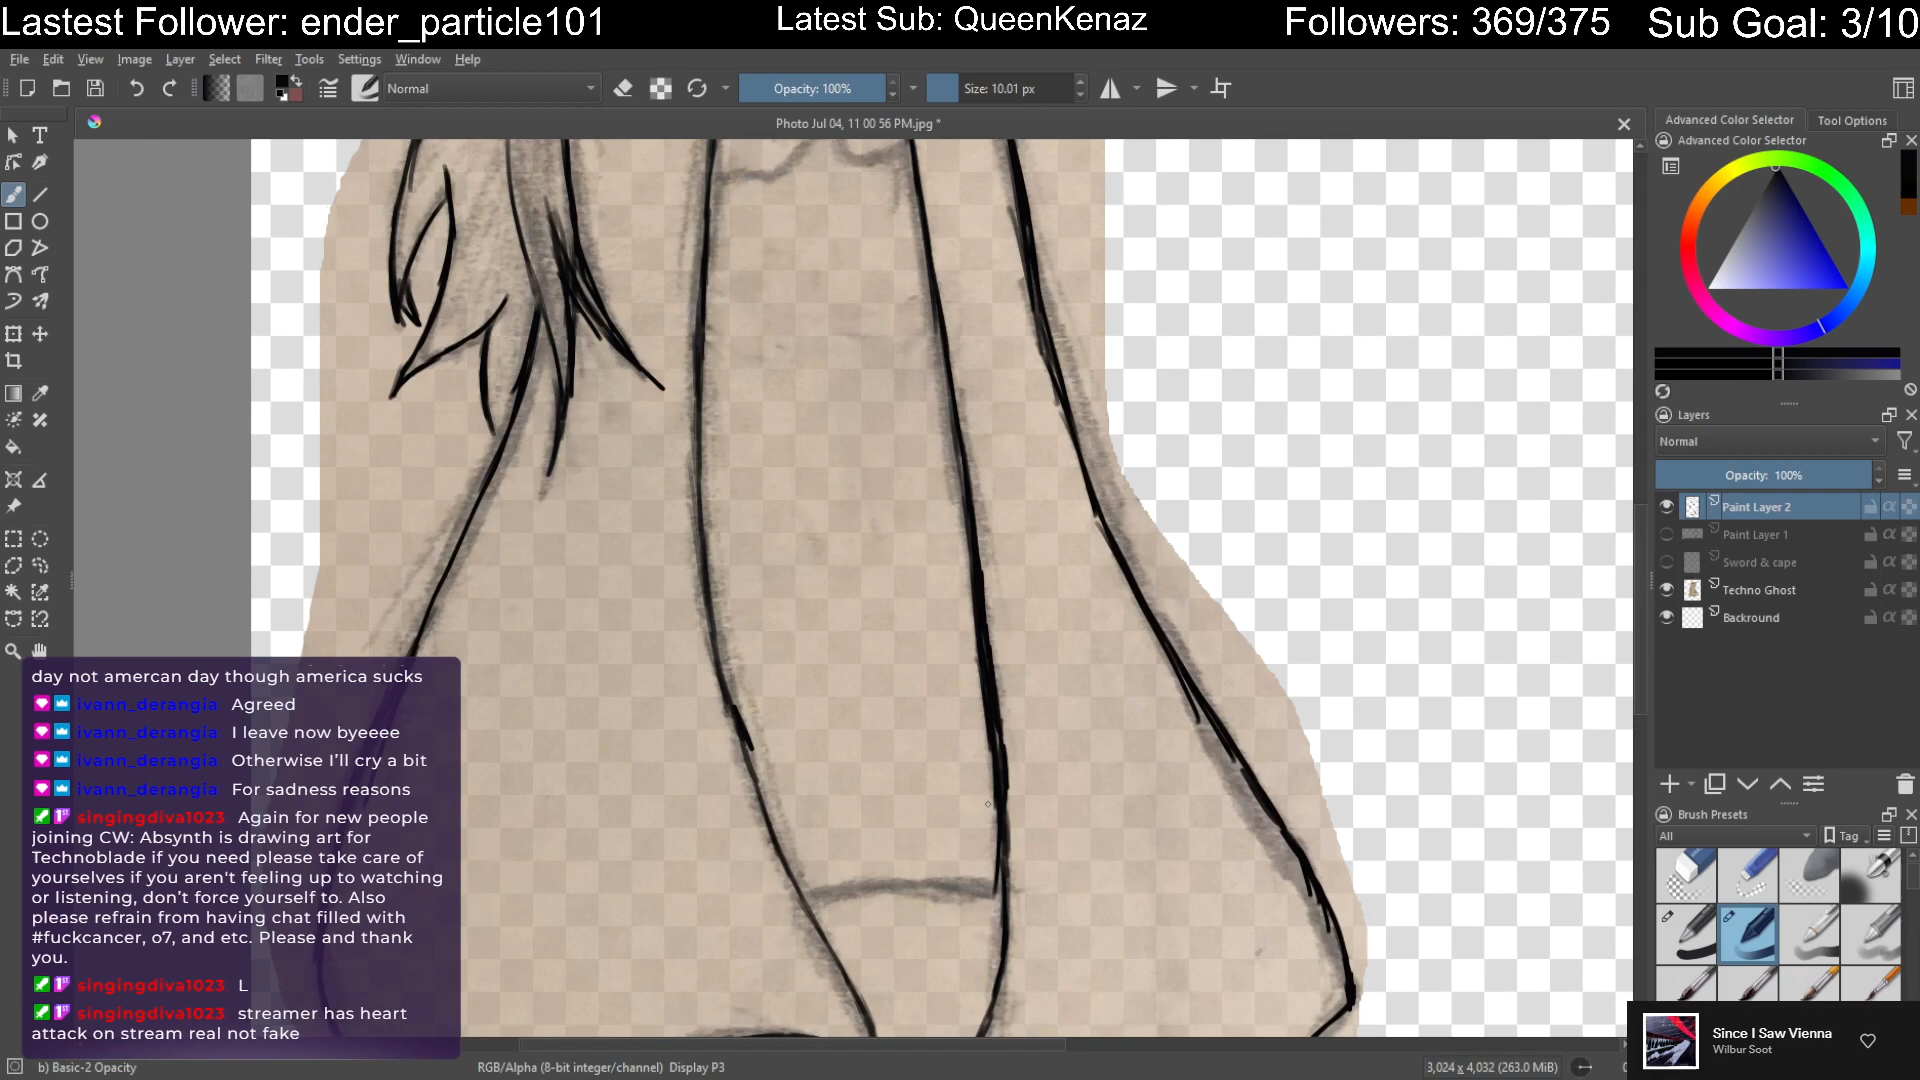 Lastest Follower: ender_particle101
Latest Sub: QueenKenaz
Followers: 369/375
Sub Goal: 3/10
File Edit View Image Layer Select Filter Tools Settings Window Help
Normal
Opacity: 100%
Size: 10.01 px
Photo Jul 04, 11 00 56 PM.jpg *
Advanced Color Selector
Tool Options
Advanced Color Selector
Layers
Normal
Opacity: 100%
Paint Layer 2
Paint Layer 1
Sword & cape
Techno Ghost
Backround
Brush Presets
All
Tag
day not amercan day though america sucks
ivann_derangia: Agreed
ivann_derangia: I leave now byeeee
ivann_derangia: Otherwise I'll cry a bit
ivann_derangia: For sadness reasons
singingdiva1023: Again for new people
joining CW: Absynth is drawing art for
Technoblade if you need please take care of
yourselves if you aren't feeling up to watching
or listening, don't force yourself to. Also
please refrain from having chat filled with
#fuckcancer, o7, and etc. Please and thank
you.
singingdiva1023: L
singingdiva1023: streamer has heart
attack on stream real not fake
Since I Saw Vienna
Wilbur Soot
b) Basic-2 Opacity
RGB/Alpha (8-bit integer/channel) Display P3
3,024 x 4,032 (263.0 MiB)